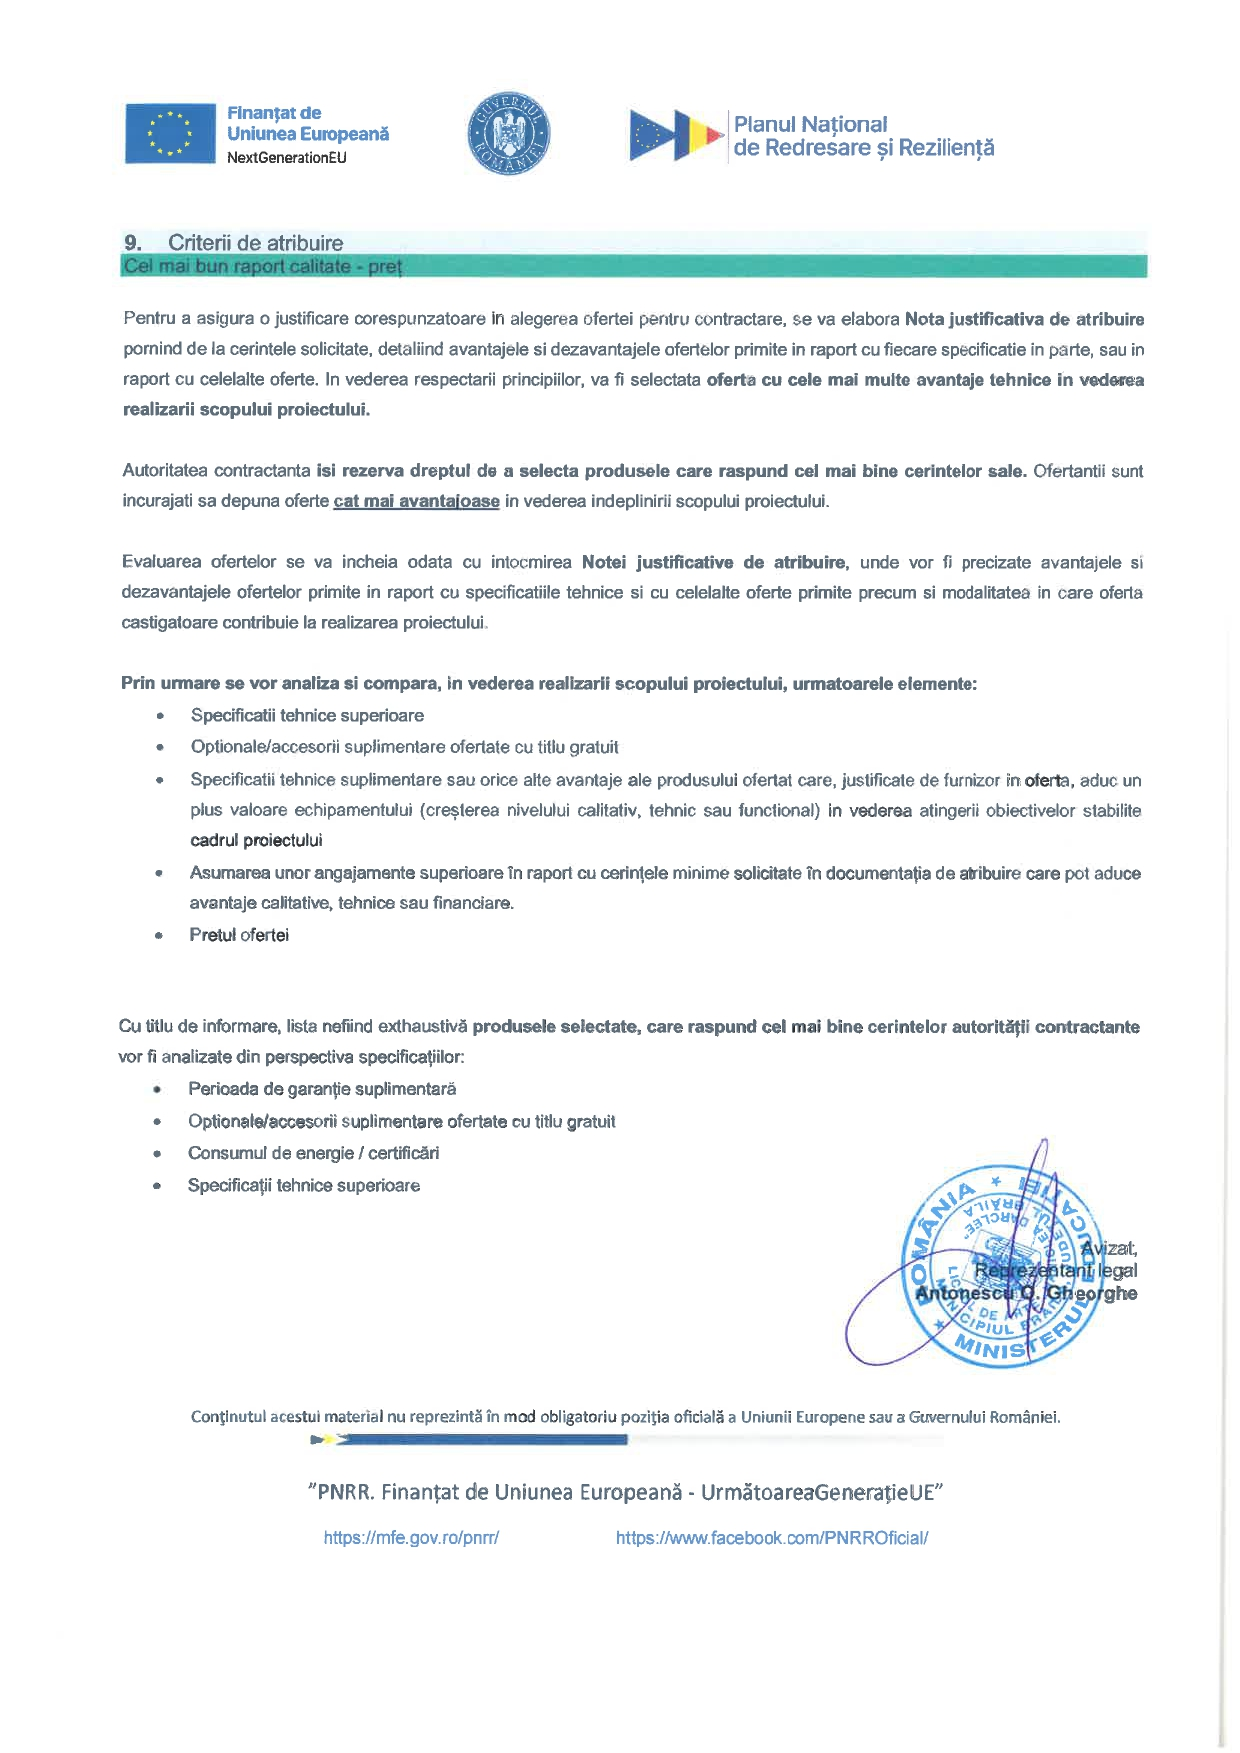 Finanțat de
Uniunea Europeană
NextGenerationEU
GUVERNUL ROMÂNIEI
Planul Național
de Redresare și Reziliență
9. Criterii de atribuire
Cel mai bun raport calitate - preț
Pentru a asigura o justificare corespunzatoare in alegerea ofertei pentru contractare, se va elabora Nota justificativa de atribuire
pornind de la cerintele solicitate, detaliind avantajele si dezavantajele ofertelor primite in raport cu fiecare specificatie in parte, sau in
raport cu celelalte oferte. In vederea respectarii principiilor, va fi selectata oferta cu cele mai multe avantaje tehnice in vederea
realizarii scopului proiectului.
Autoritatea contractanta isi rezerva dreptul de a selecta produsele care raspund cel mai bine cerintelor sale. Ofertantii sunt
incurajati sa depuna oferte cat mai avantajoase in vederea indeplinirii scopului proiectului.
Evaluarea ofertelor se va incheia odata cu intocmirea Notei justificative de atribuire, unde vor fi precizate avantajele si
dezavantajele ofertelor primite in raport cu specificatiile tehnice si cu celelalte oferte primite precum si modalitatea in care oferta
castigatoare contribuie la realizarea proiectului.
Prin urmare se vor analiza si compara, in vederea realizarii scopului proiectului, urmatoarele elemente:
• Specificatii tehnice superioare
• Optionale/accesorii suplimentare ofertate cu titlu gratuit
• Specificatii tehnice suplimentare sau orice alte avantaje ale produsului ofertat care, justificate de furnizor in oferta, aduc un
plus valoare echipamentului (creșterea nivelului calitativ, tehnic sau functional) in vederea atingerii obiectivelor stabilite
cadrul proiectului
• Asumarea unor angajamente superioare în raport cu cerințele minime solicitate în documentația de atribuire care pot aduce
avantaje calitative, tehnice sau financiare.
• Pretul ofertei
Cu titlu de informare, lista nefiind exthaustivă produsele selectate, care raspund cel mai bine cerintelor autorității contractante
vor fi analizate din perspectiva specificațiilor:
• Perioada de garanție suplimentară
• Optionale/accesorii suplimentare ofertate cu titlu gratuit
• Consumul de energie / certificări
• Specificații tehnice superioare
Avizat,
Reprezentant legal
Antonescu O. Gheorghe
ROMÂNIA * MINISTERUL EDUCAȚIEI *
MUNICIPIUL BRĂILA
Conținutul acestui material nu reprezintă în mod obligatoriu poziția oficială a Uniunii Europene sau a Guvernului României.
”PNRR. Finanțat de Uniunea Europeană - UrmătoareaGenerațieUE”
https://mfe.gov.ro/pnrr/ https://www.facebook.com/PNRROficial/